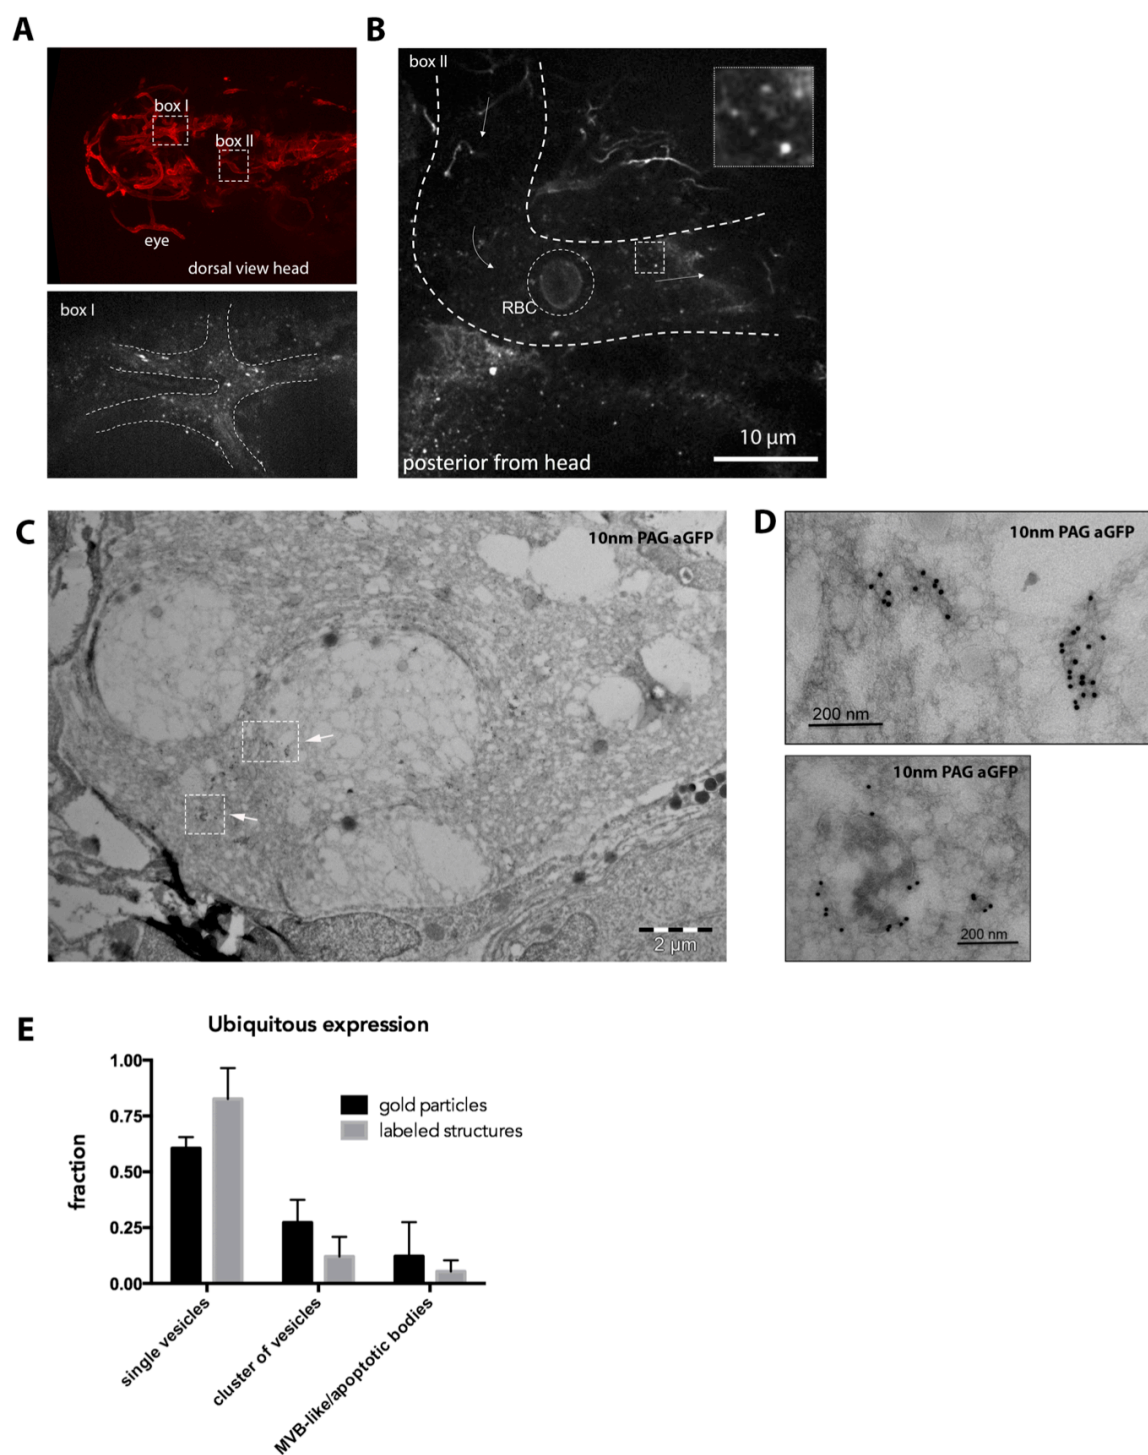 A
box I
box II
eye
dorsal view head
box I
B
box II
RBC
10 µm
posterior from head
C
10nm PAG aGFP
2 µm
D
10nm PAG aGFP
200 nm
10nm PAG aGFP
200 nm
E
Ubiquitous expression
1.00
0.75
0.50
0.25
0.00
fraction
gold particles
labeled structures
single vesicles
cluster of vesicles
MVB-like/apoptotic bodies